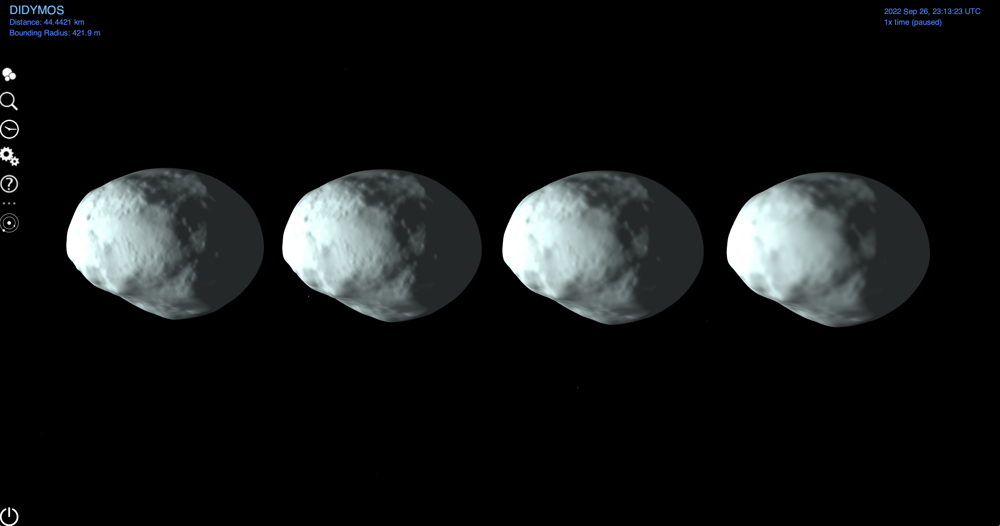 DIDYMOS
Distance: 44.4421 km
Bounding Radius: 421.9 m
2022 Sep 26, 23:13:23 UTC
1x time (paused)
?